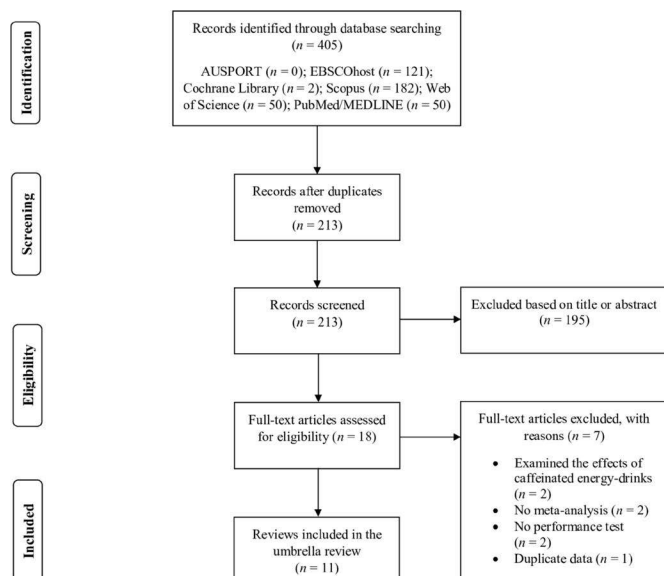 Identification
Records identified through database searching
(n = 405)
AUSPORT (n = 0); EBSCOhost (n = 121);
Cochrane Library (n = 2); Scopus (n = 182); Web
of Science (n = 50); PubMed/MEDLINE (n = 50)
Screening
Records after duplicates
removed
(n = 213)
Records screened
(n = 213)
Excluded based on title or abstract
(n = 195)
Eligibility
Full-text articles assessed
for eligibility (n = 18)
Full-text articles excluded, with
reasons (n = 7)
• Examined the effects of
caffeinated energy-drinks
(n = 2)
• No meta-analysis (n = 2)
• No performance test
(n = 2)
• Duplicate data (n = 1)
Included
Reviews included in the
umbrella review
(n = 11)